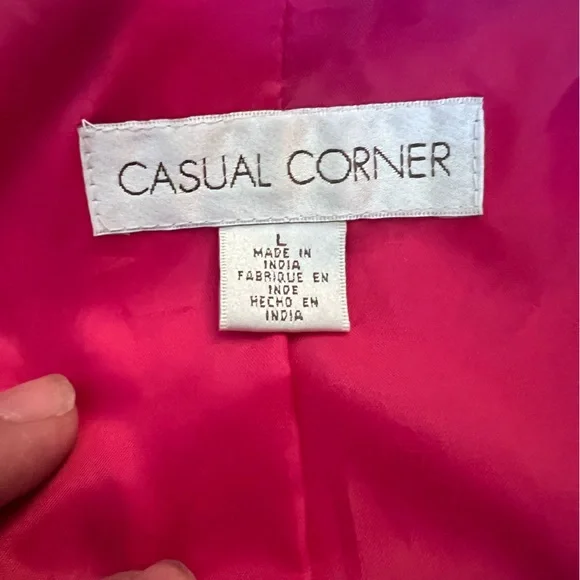 CASUAL CORNER
L
MADE IN
INDIA
FABRIQUE EN
INDE
HECHO EN
INDIA